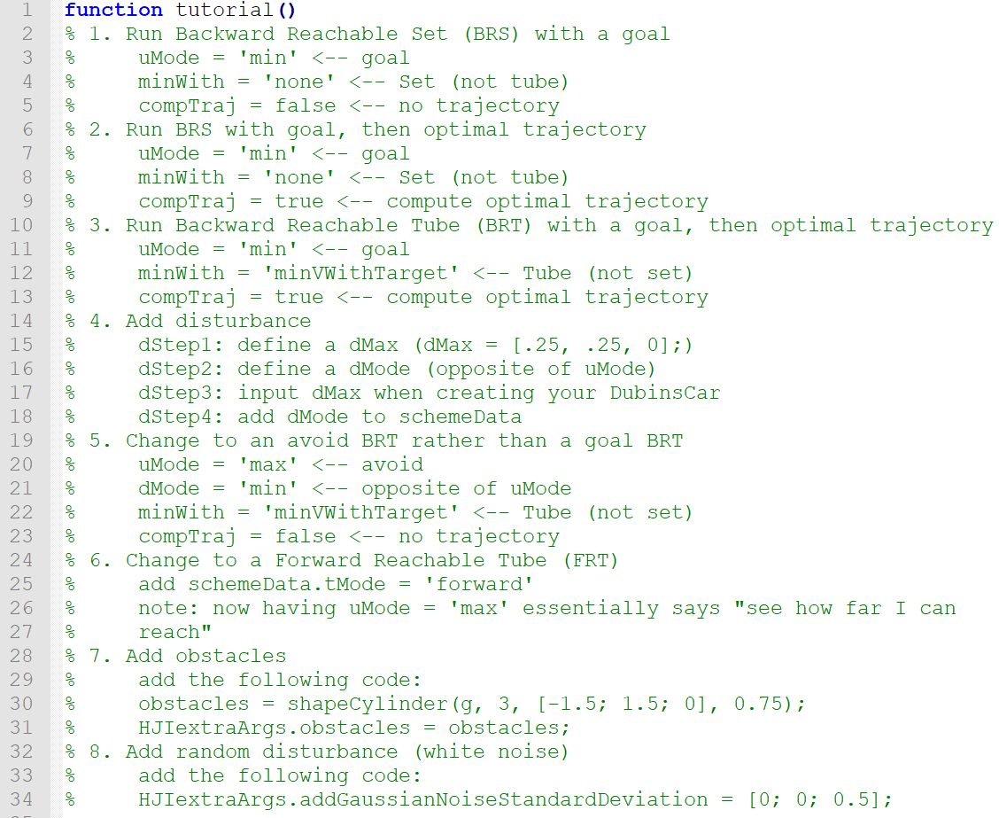 1 function tutorial()
2 % 1. Run Backward Reachable Set (BRS) with a goal
3 %     uMode = 'min' <-- goal
4 %     minWith = 'none' <-- Set (not tube)
5 %     compTraj = false <-- no trajectory
6 % 2. Run BRS with goal, then optimal trajectory
7 %     uMode = 'min' <-- goal
8 %     minWith = 'none' <-- Set (not tube)
9 %     compTraj = true <-- compute optimal trajectory
10 % 3. Run Backward Reachable Tube (BRT) with a goal, then optimal trajectory
11 %     uMode = 'min' <-- goal
12 %     minWith = 'minVWithTarget' <-- Tube (not set)
13 %     compTraj = true <-- compute optimal trajectory
14 % 4. Add disturbance
15 %     dStep1: define a dMax (dMax = [.25, .25, 0];)
16 %     dStep2: define a dMode (opposite of uMode)
17 %     dStep3: input dMax when creating your DubinsCar
18 %     dStep4: add dMode to schemeData
19 % 5. Change to an avoid BRT rather than a goal BRT
20 %     uMode = 'max' <-- avoid
21 %     dMode = 'min' <-- opposite of uMode
22 %     minWith = 'minVWithTarget' <-- Tube (not set)
23 %     compTraj = false <-- no trajectory
24 % 6. Change to a Forward Reachable Tube (FRT)
25 %     add schemeData.tMode = 'forward'
26 %     note: now having uMode = 'max' essentially says "see how far I can
27 %     reach"
28 % 7. Add obstacles
29 %     add the following code:
30 %     obstacles = shapeCylinder(g, 3, [-1.5; 1.5; 0], 0.75);
31 %     HJIextraArgs.obstacles = obstacles;
32 % 8. Add random disturbance (white noise)
33 %     add the following code:
34 %     HJIextraArgs.addGaussianNoiseStandardDeviation = [0; 0; 0.5];